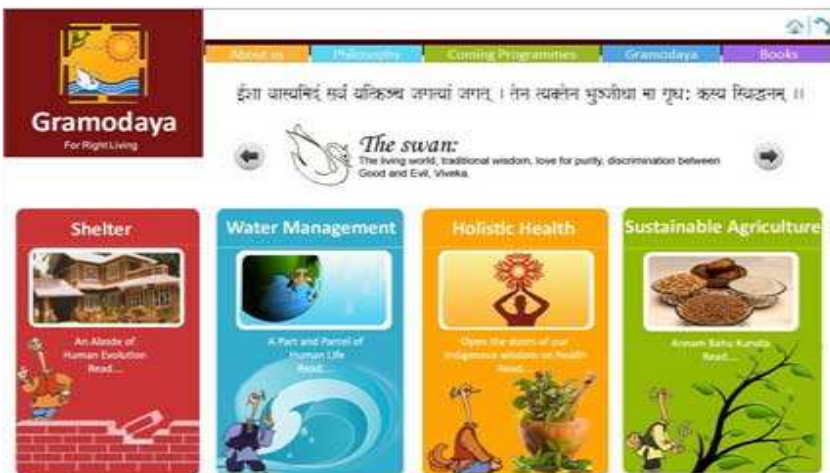 About us Philosophy Coming Programmes Gramodaya Books
ईशा वास्यमिदं सर्वं यत्किञ्च जगत्यां जगत् । तेन त्यक्तेन भुञ्जीथा मा गृधः कस्य स्विद्धनम् ॥
Gramodaya
For Right Living
The swan:
The living world, traditional wisdom, love for purity, discrimination between
Good and Evil, Viveka.
Shelter
An Abode of
Human Evolution
Read....
Water Management
A Part and Parcel of
Human Life
Read....
Holistic Health
Open the doors of our
Indigenous wisdom on health
Read....
Sustainable Agriculture
Annam Bahu Kurvita
Read....